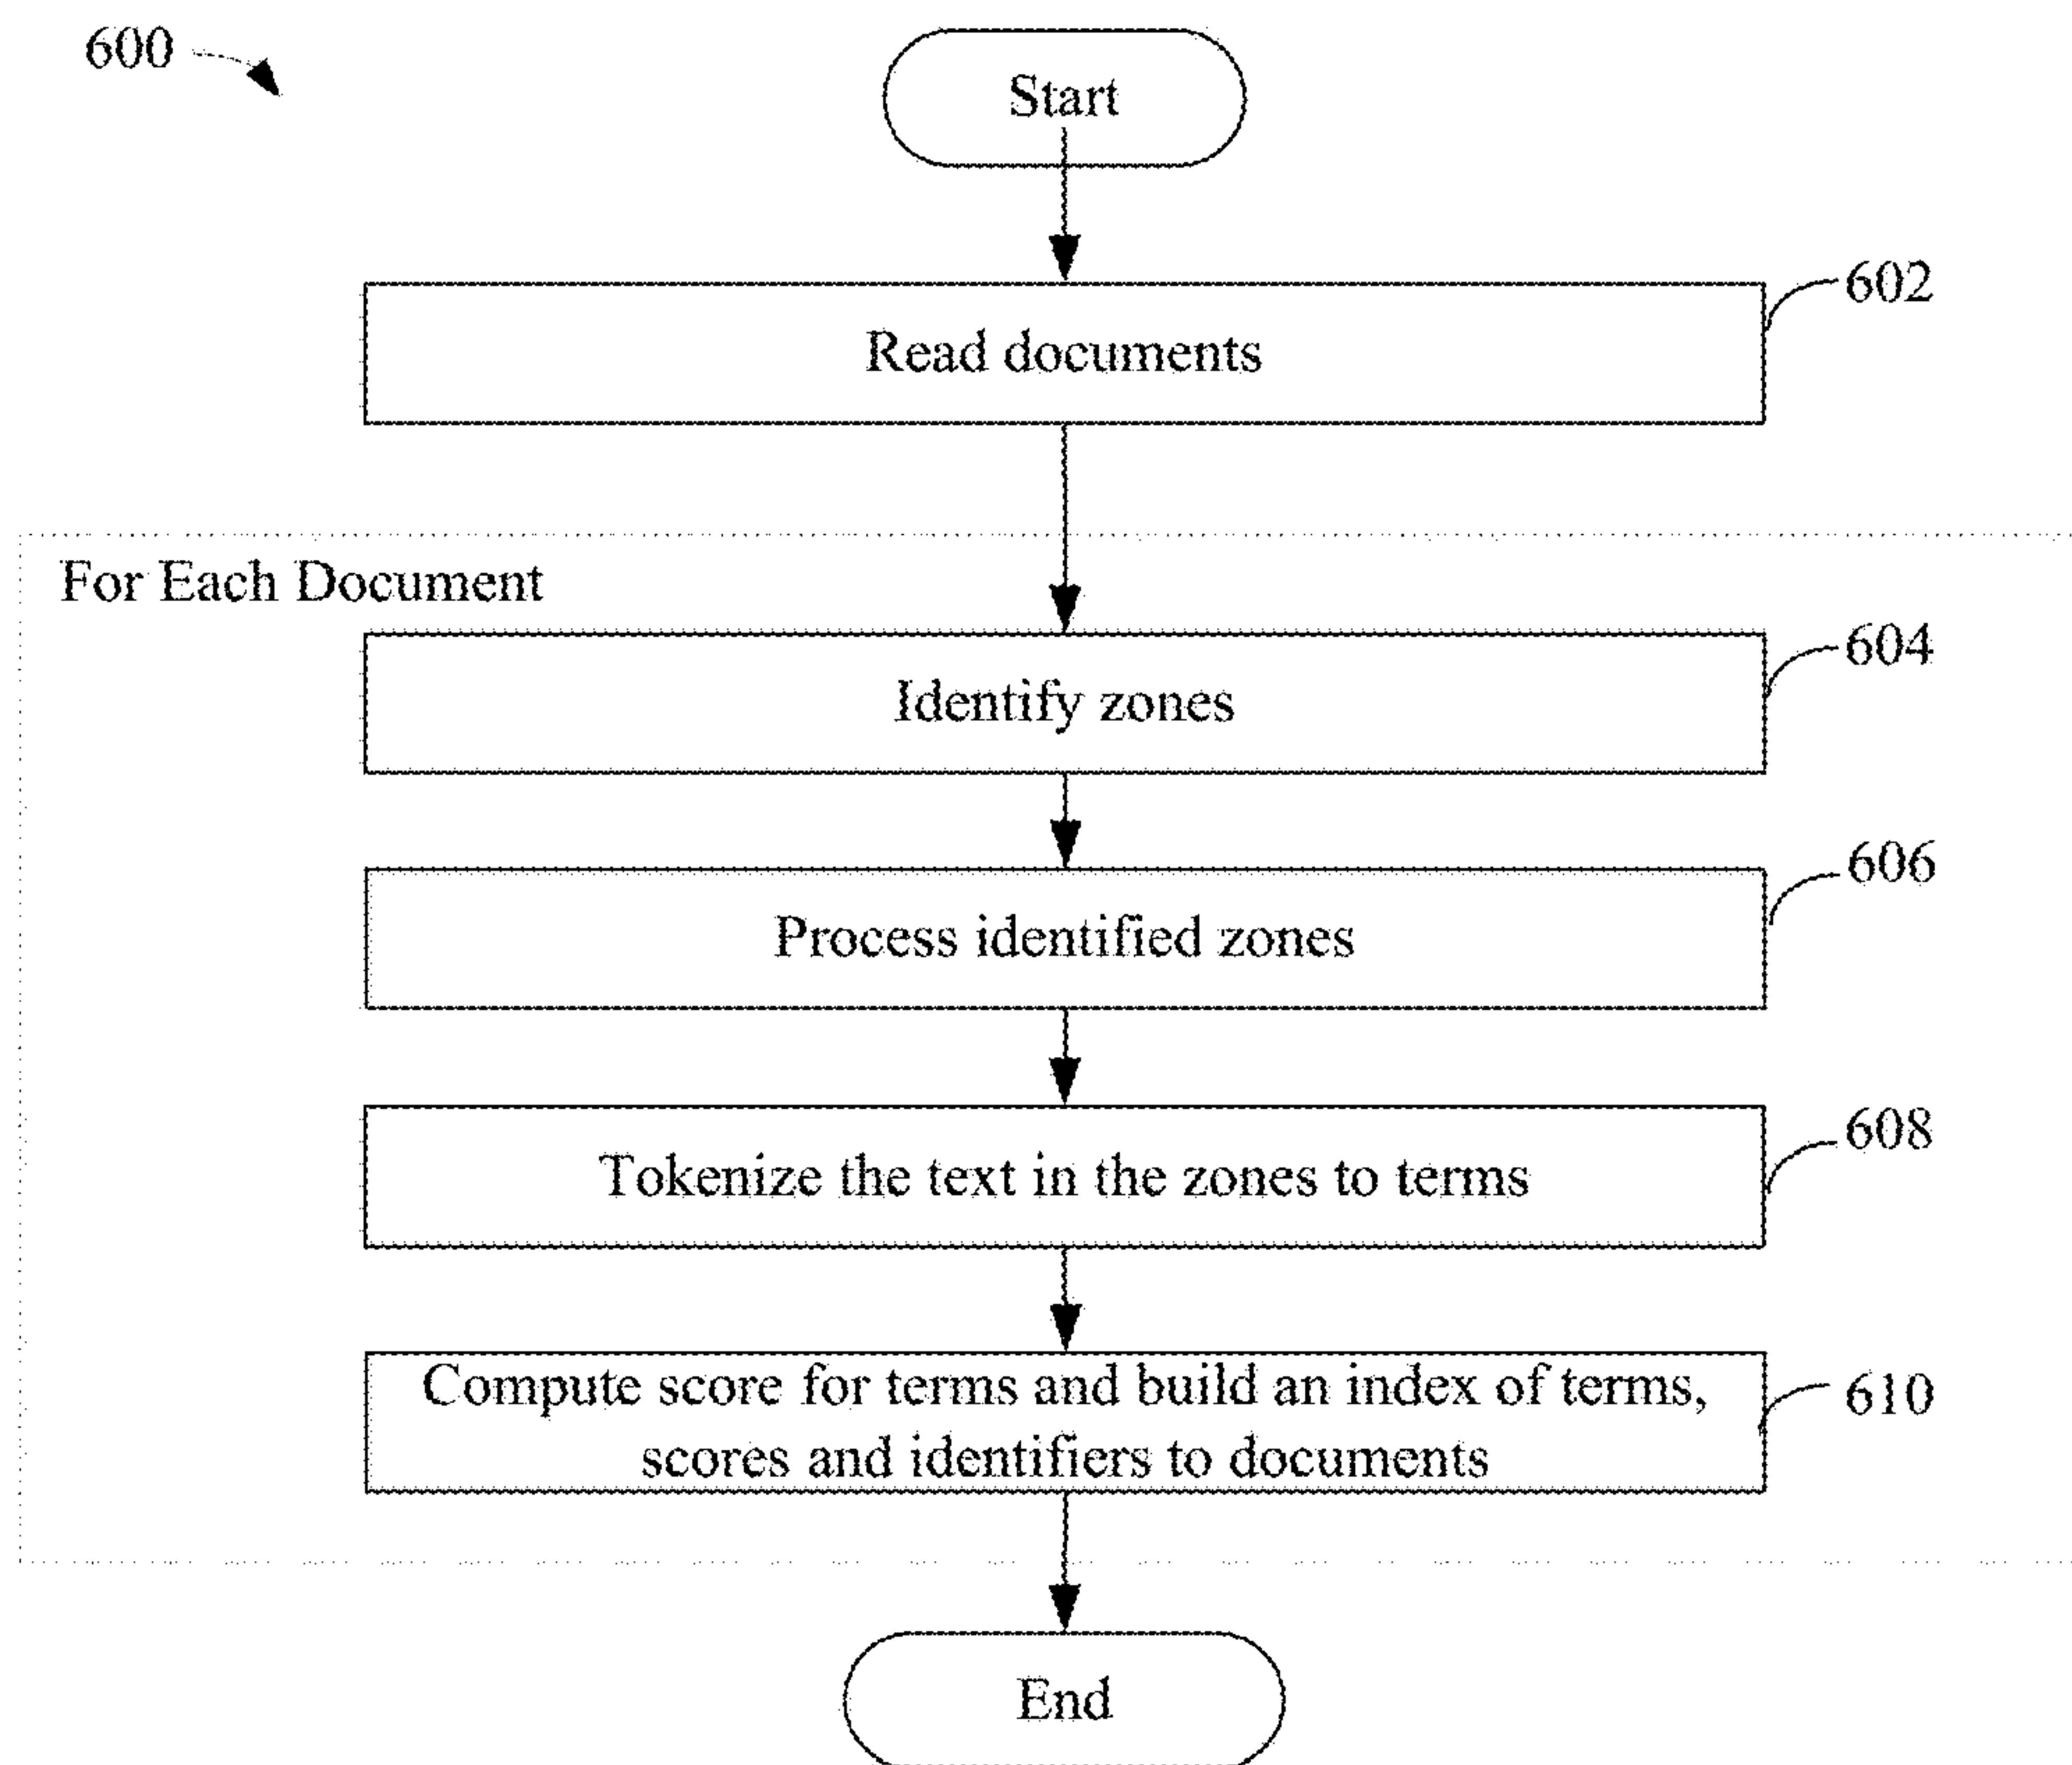 600
Start
602
Read documents
For Each Document
604
Identify zones
606
Process identified zones
608
Tokenize the text in the zones to terms
Compute score for terms and build an index of terms,
610
scores and identifiers to documents
End